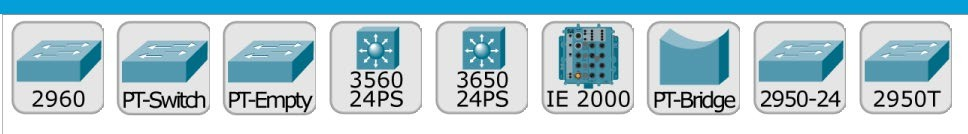 2960
PT-Switch
PT-Empty
3560
24PS
3650
24PS
IE 2000
PT-Bridge
2950-24
2950T